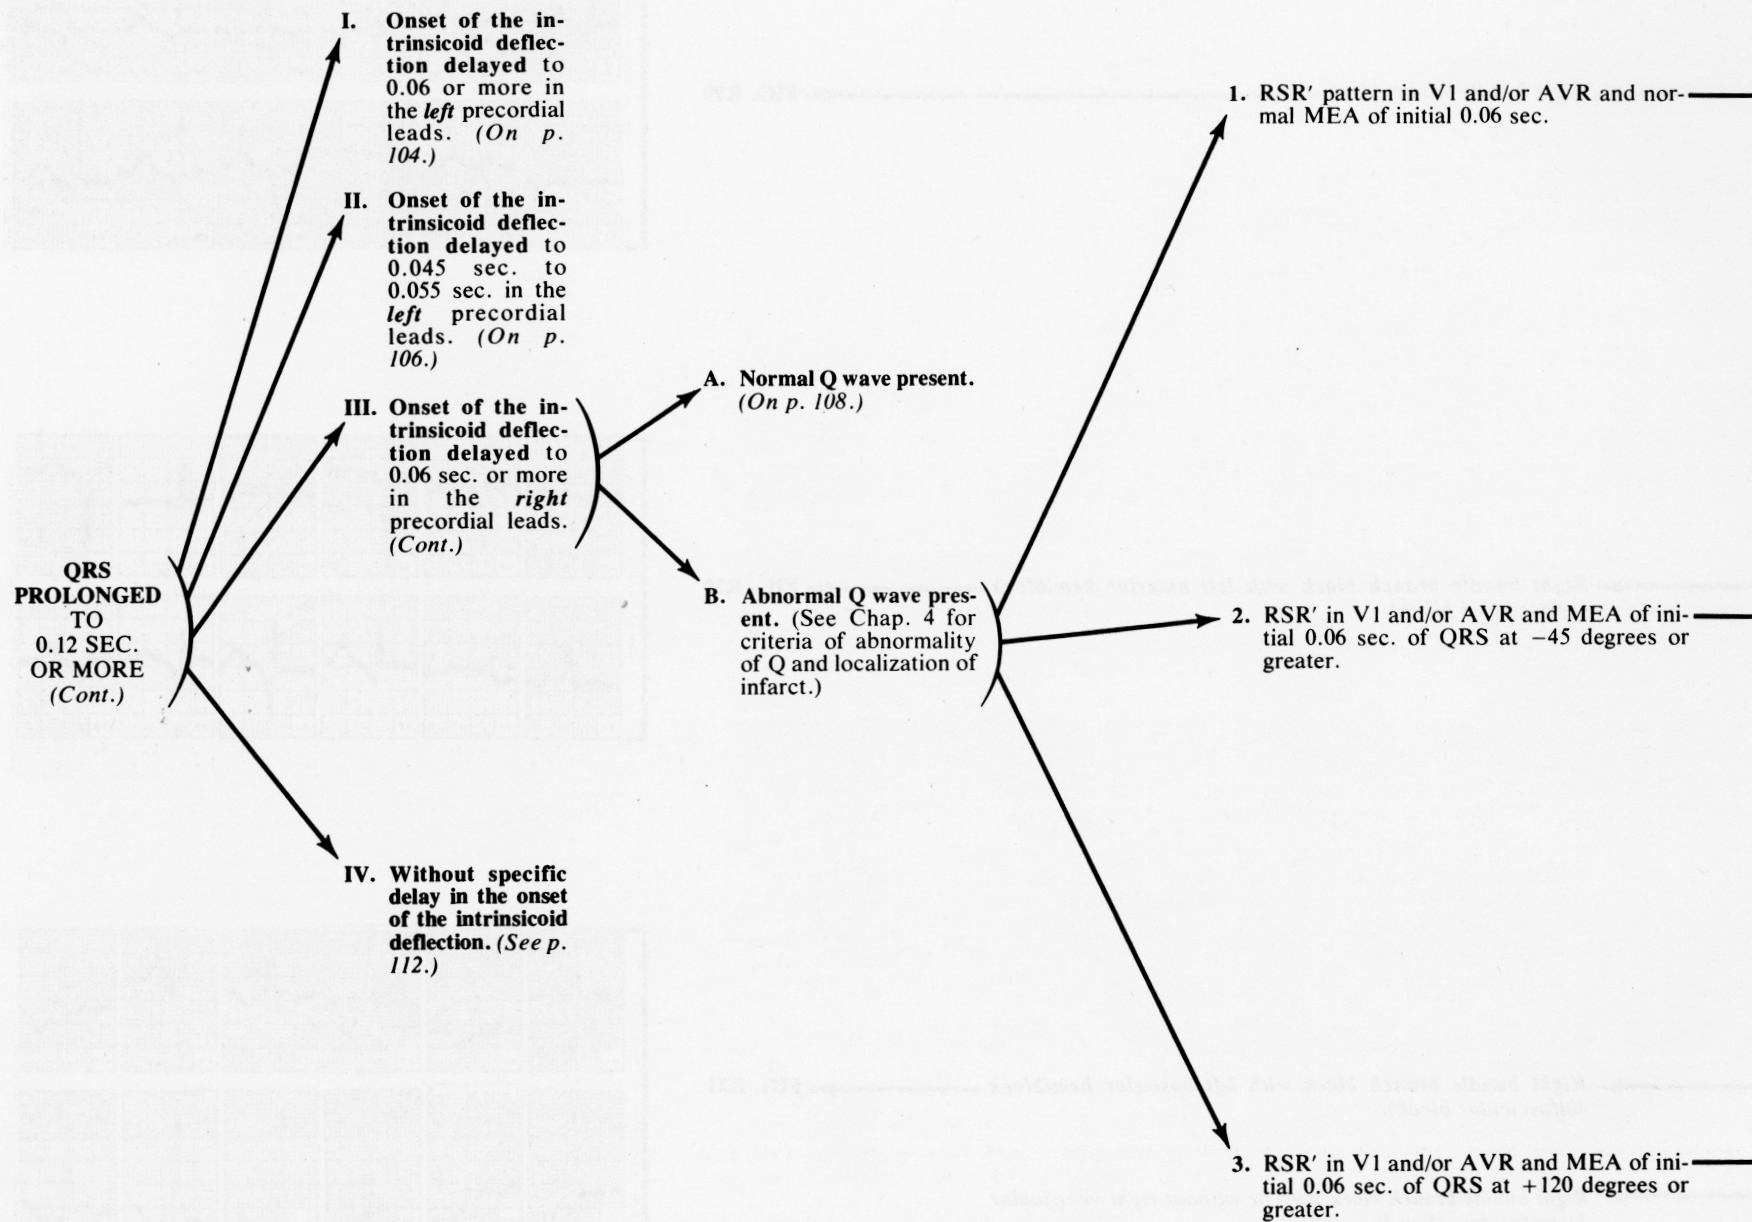 QRS
PROLONGED
TO
0.12 SEC.
OR MORE
(Cont.)
I. Onset of the in-
trinsicoid deflec-
tion delayed to
0.06 or more in
the left precordial
leads. (On p.
104.)
II. Onset of the in-
trinsicoid deflec-
tion delayed to
0.045 sec. to
0.055 sec. in the
left precordial
leads. (On p.
106.)
III. Onset of the in-
trinsicoid deflec-
tion delayed to
0.06 sec. or more
in the right
precordial leads.
(Cont.)
IV. Without specific
delay in the onset
of the intrinsicoid
deflection. (See p.
112.)
A. Normal Q wave present.
(On p. 108.)
B. Abnormal Q wave pres-
ent. (See Chap. 4 for
criteria of abnormality
of Q and localization of
infarct.)
1. RSR′ pattern in V1 and/or AVR and nor-
mal MEA of initial 0.06 sec.
2. RSR′ in V1 and/or AVR and MEA of ini-
tial 0.06 sec. of QRS at −45 degrees or
greater.
3. RSR′ in V1 and/or AVR and MEA of ini-
tial 0.06 sec. of QRS at +120 degrees or
greater.